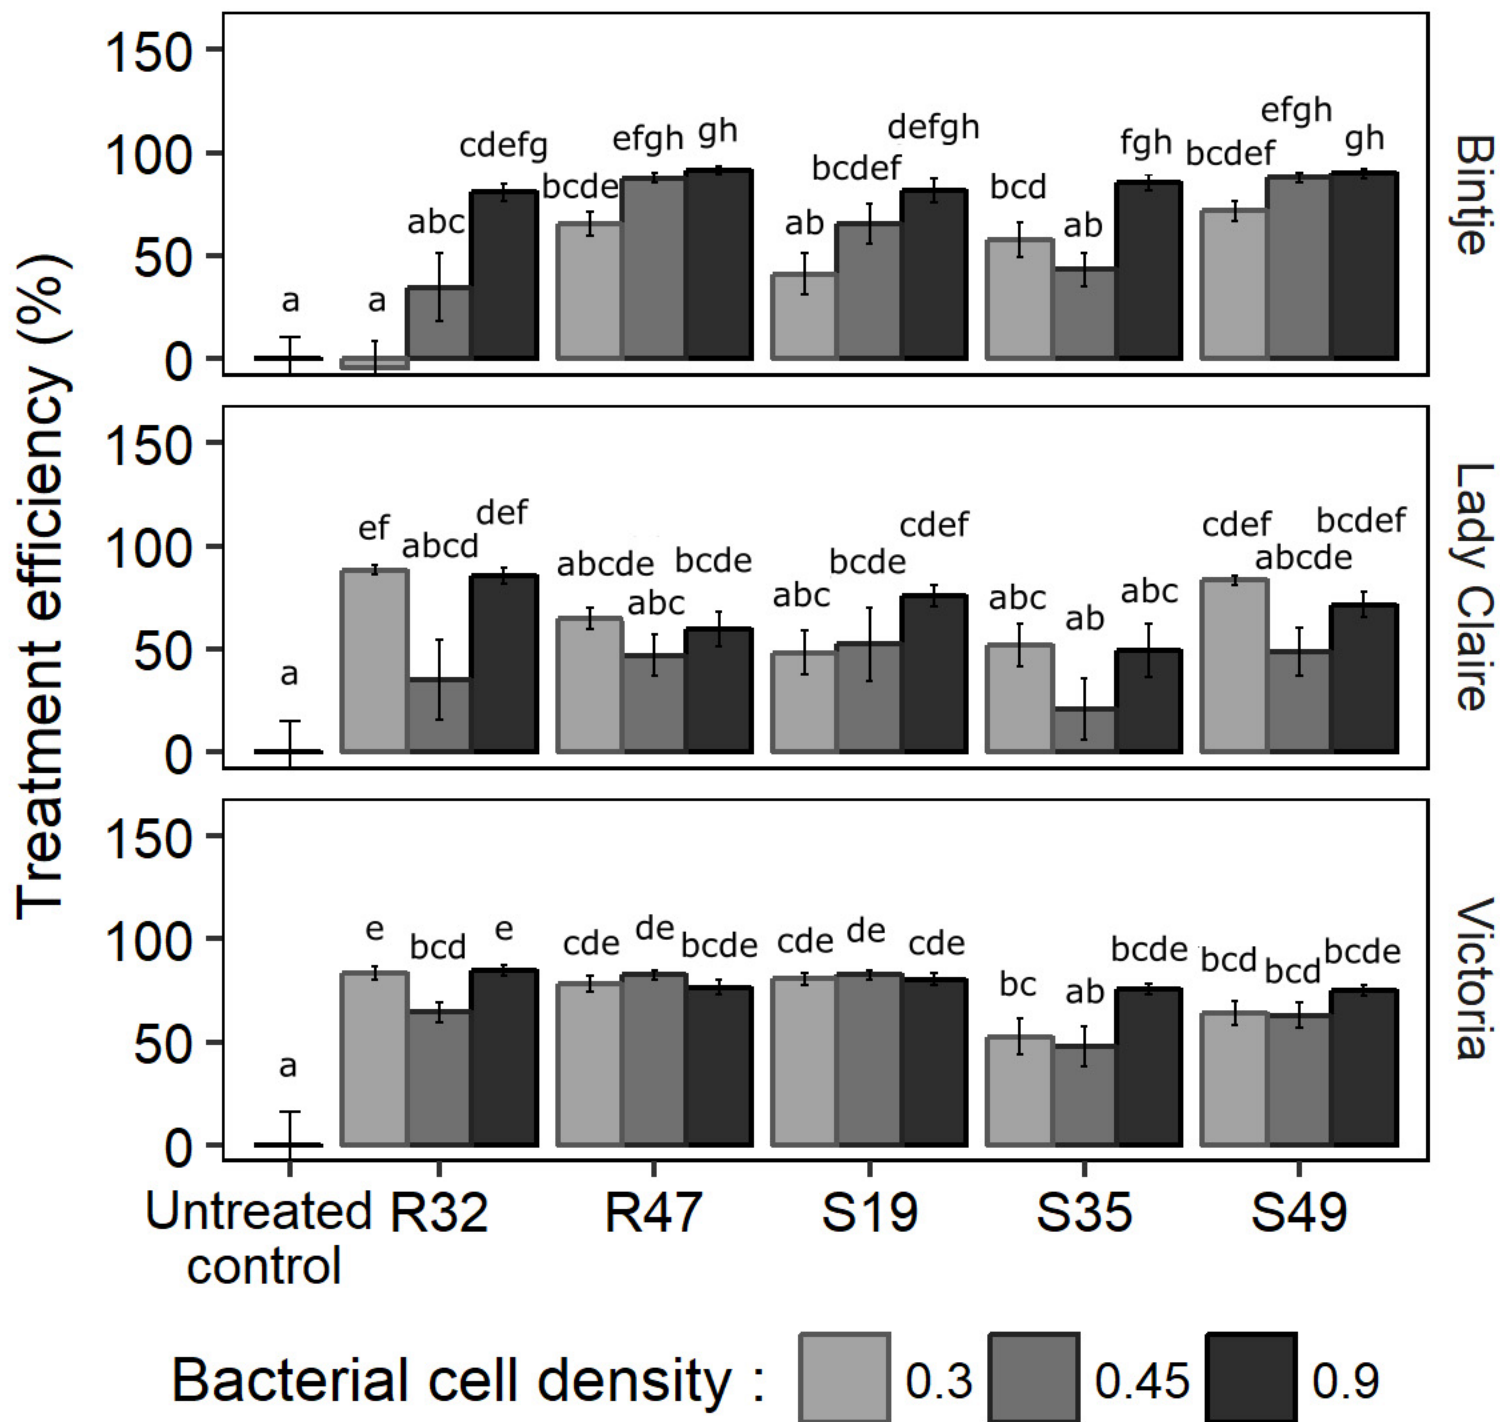 Treatment efficiency (%)
150
100
50
0
a
a
abc
cdefg
bcde
efgh
gh
ab
bcdef
defgh
bcd
ab
fgh
bcdef
efgh
gh
Bintje
150
100
50
0
a
ef
abcd
def
abcde
abc
bcde
abc
bcde
cdef
abc
ab
abc
cdef
abcde
bcdef
Lady Claire
150
100
50
0
a
e
bcd
e
cde
de
bcde
cde
de
cde
bc
ab
bcde
bcd
bcd
bcde
Victoria
Untreated control
R32
R47
S19
S35
S49
Bacterial cell density : 0.3 0.45 0.9